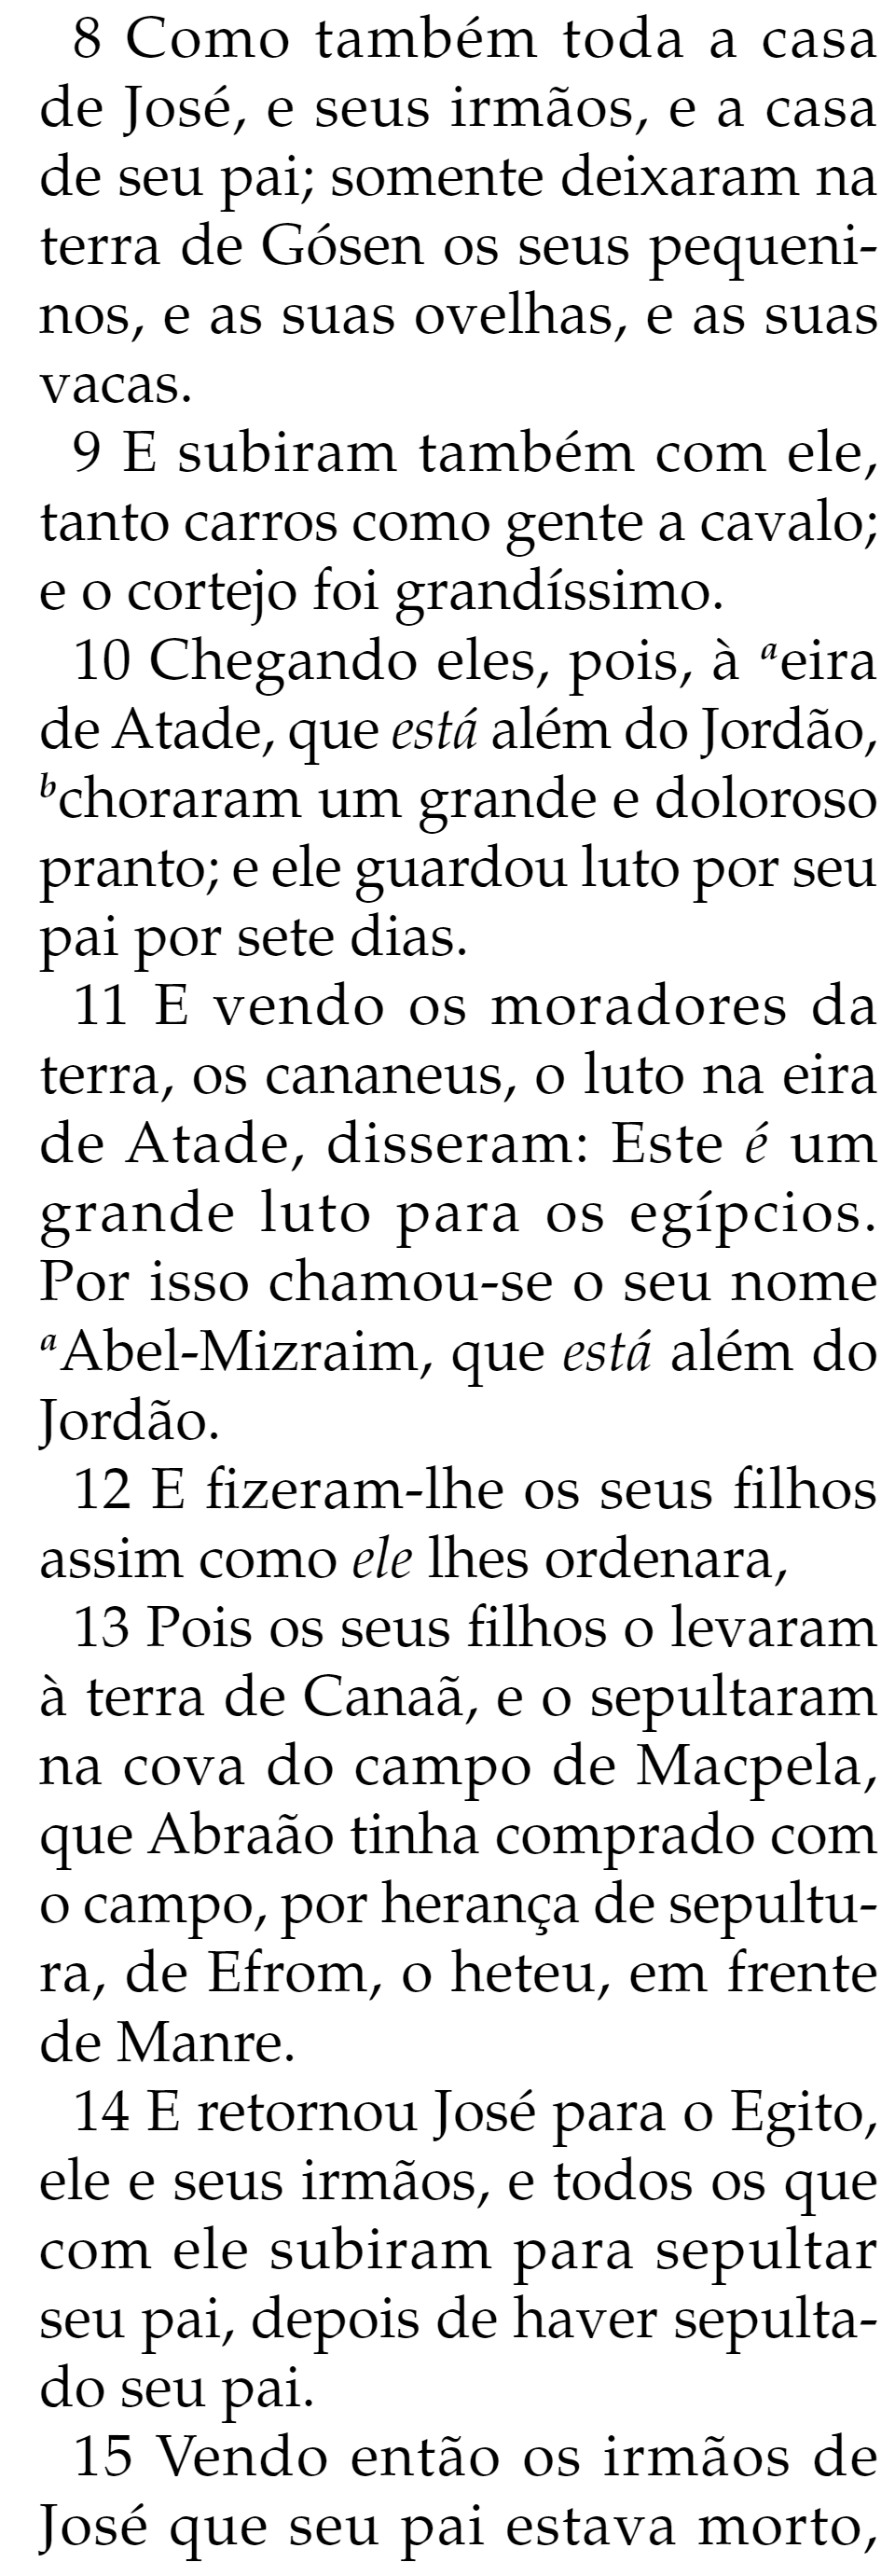 8 Como também toda a casa
de José, e seus irmãos, e a casa
de seu pai; somente deixaram na
terra de Gósen os seus pequeni-
nos, e as suas ovelhas, e as suas
vacas.
9 E subiram também com ele,
tanto carros como gente a cavalo;
e o cortejo foi grandíssimo.
10 Chegando eles, pois, à ᵃeira
de Atade, que está além do Jordão,
ᵇchoraram um grande e doloroso
pranto; e ele guardou luto por seu
pai por sete dias.
11 E vendo os moradores da
terra, os cananeus, o luto na eira
de Atade, disseram: Este é um
grande luto para os egípcios.
Por isso chamou-se o seu nome
ᵃAbel-Mizraim, que está além do
Jordão.
12 E fizeram-lhe os seus filhos
assim como ele lhes ordenara,
13 Pois os seus filhos o levaram
à terra de Canaã, e o sepultaram
na cova do campo de Macpela,
que Abraão tinha comprado com
o campo, por herança de sepultu-
ra, de Efrom, o heteu, em frente
de Manre.
14 E retornou José para o Egito,
ele e seus irmãos, e todos os que
com ele subiram para sepultar
seu pai, depois de haver sepulta-
do seu pai.
15 Vendo então os irmãos de
José que seu pai estava morto,